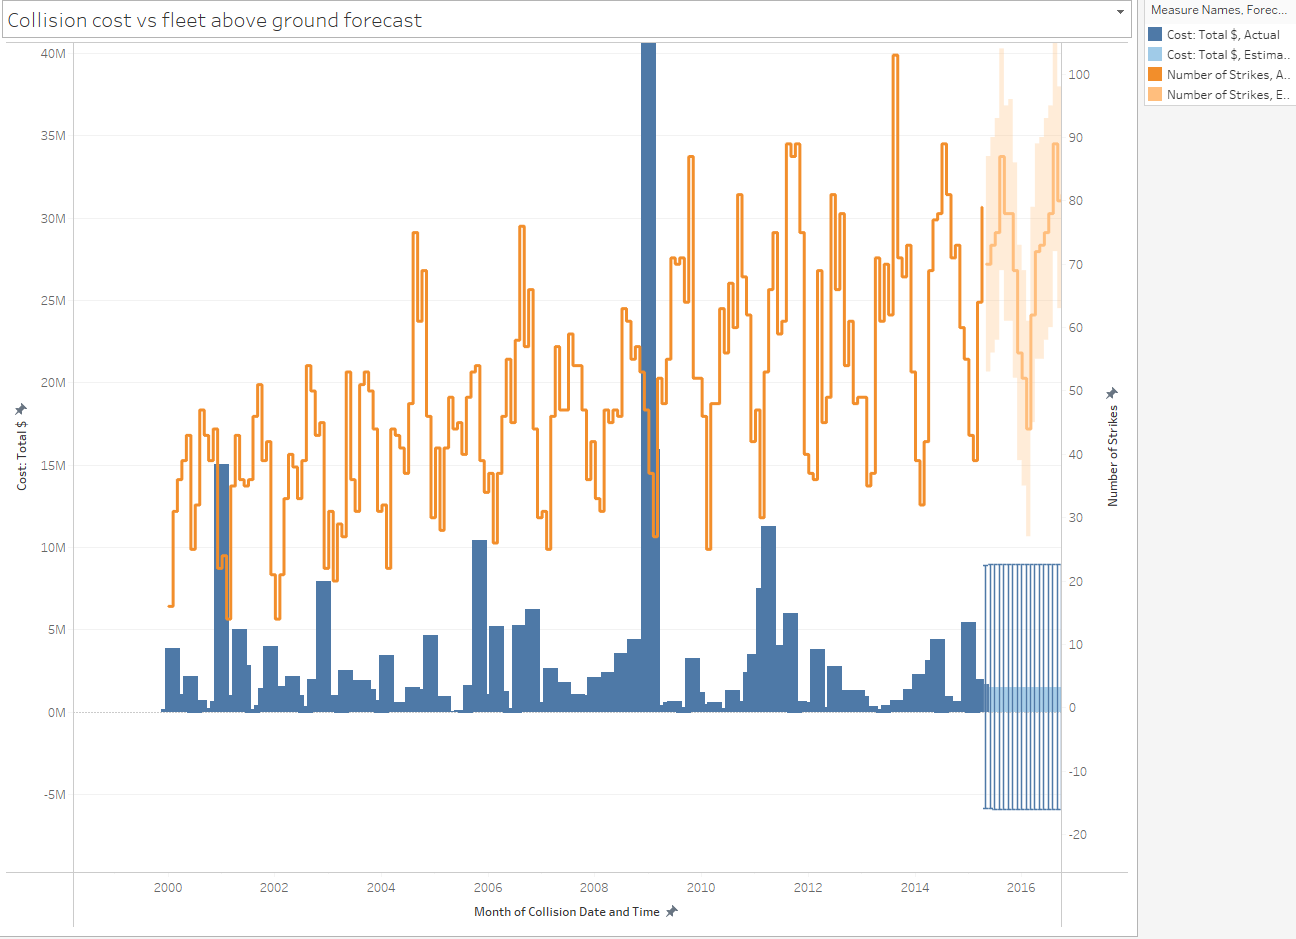 Collision cost vs fleet above ground forecast
Measure Names, Forec...
Cost: Total $, Actual
Cost: Total $, Estima..
Number of Strikes, A..
Number of Strikes, E..
40M
35M
30M
25M
20M
15M
10M
5M
0M
-5M
Cost: Total $
100
90
80
70
60
50
40
30
20
10
0
-10
-20
Number of Strikes
2000 2002 2004 2006 2008 2010 2012 2014 2016
Month of Collision Date and Time